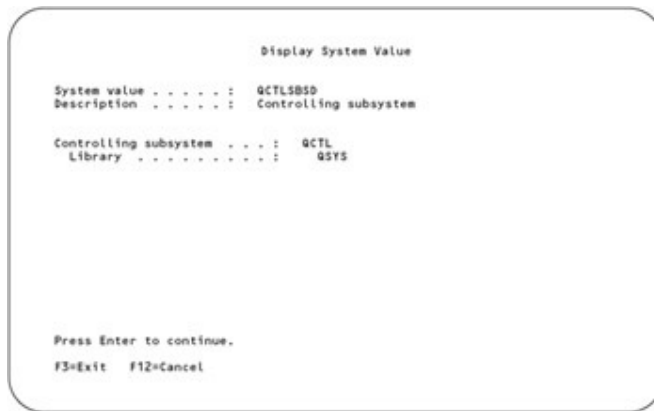 Display System Value
System value . . . . . : QCTLSBSD
Description . . . . . : Controlling subsystem
Controlling subsystem . . . : QCTL
Library . . . . . . . . . : QSYS
Press Enter to continue.
F3=Exit F12=Cancel